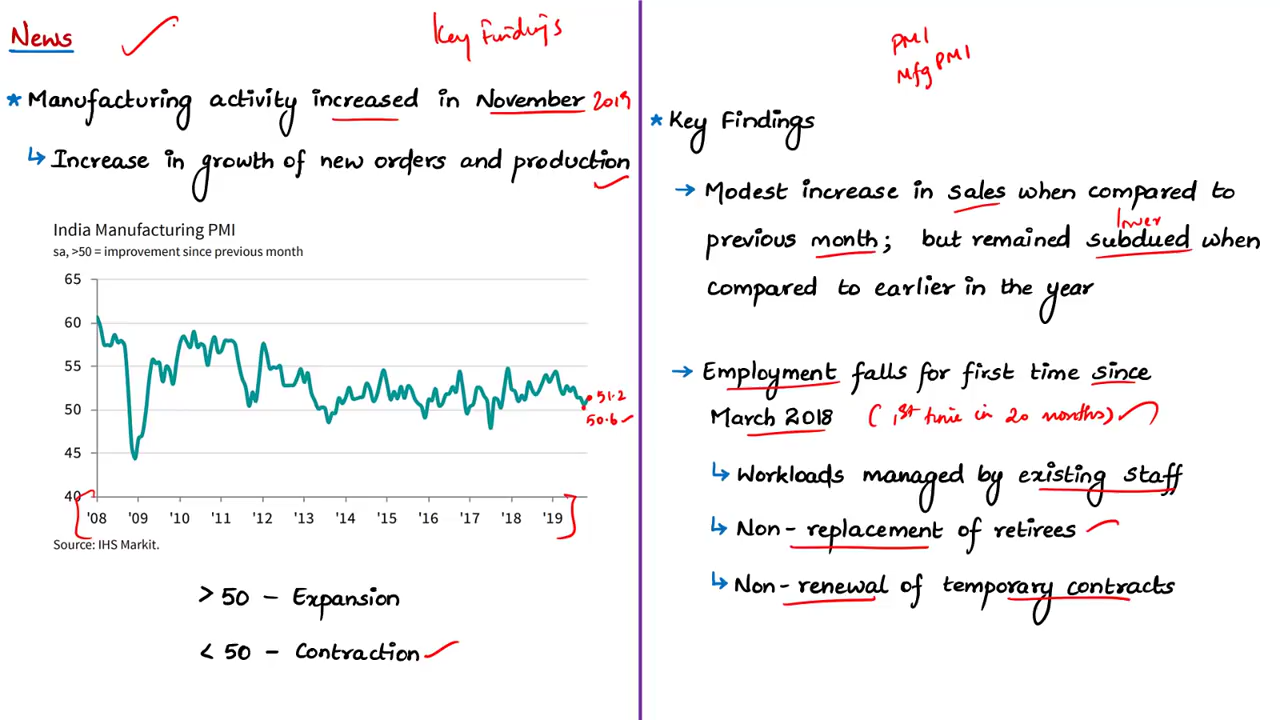 News
Key Findings
* Manufacturing activity increased in November 2019
↳ Increase in growth of new orders and production
India Manufacturing PMI
sa, >50 = improvement since previous month
65
60
55
50
45
40
51.2
50.6
'08 '09 '10 '11 '12 '13 '14 '15 '16 '17 '18 '19
Source: IHS Markit.
> 50 - Expansion
< 50 - Contraction
PMI
Mfg PMI
* Key Findings
→ Modest increase in sales when compared to
lower
previous month; but remained subdued when
compared to earlier in the year
→ Employment falls for first time since
March 2018 (1st time in 20 months)
↳ Workloads managed by existing staff
↳ Non-replacement of retirees
↳ Non-renewal of temporary contracts